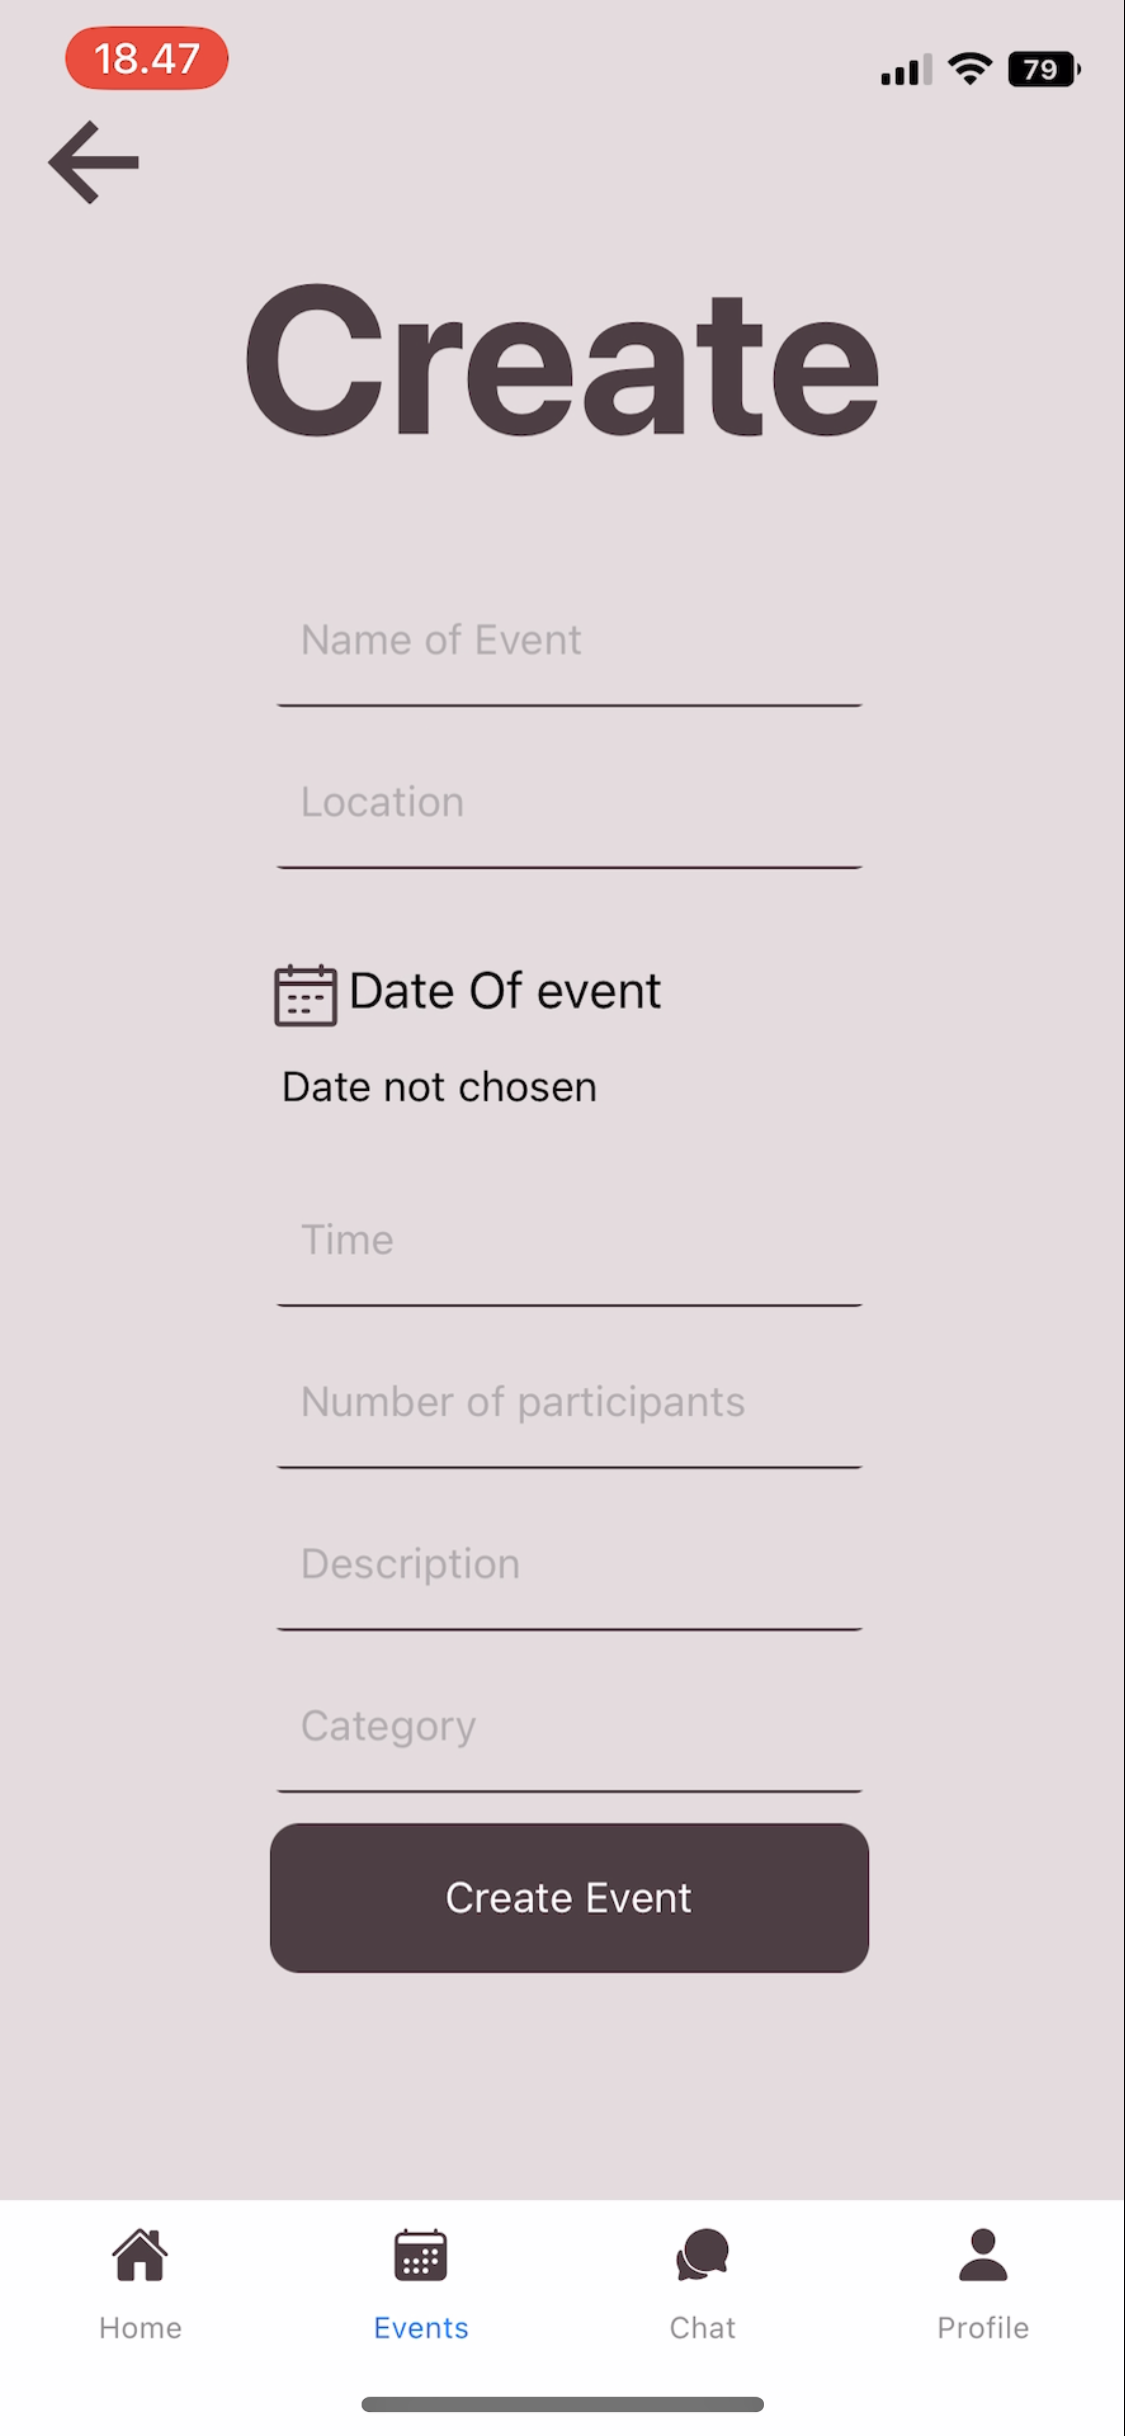 18.47
79
Create
Name of Event
Location
Date Of event
Date not chosen
Time
Number of participants
Description
Category
Create Event
Home
Events
Chat
Profile